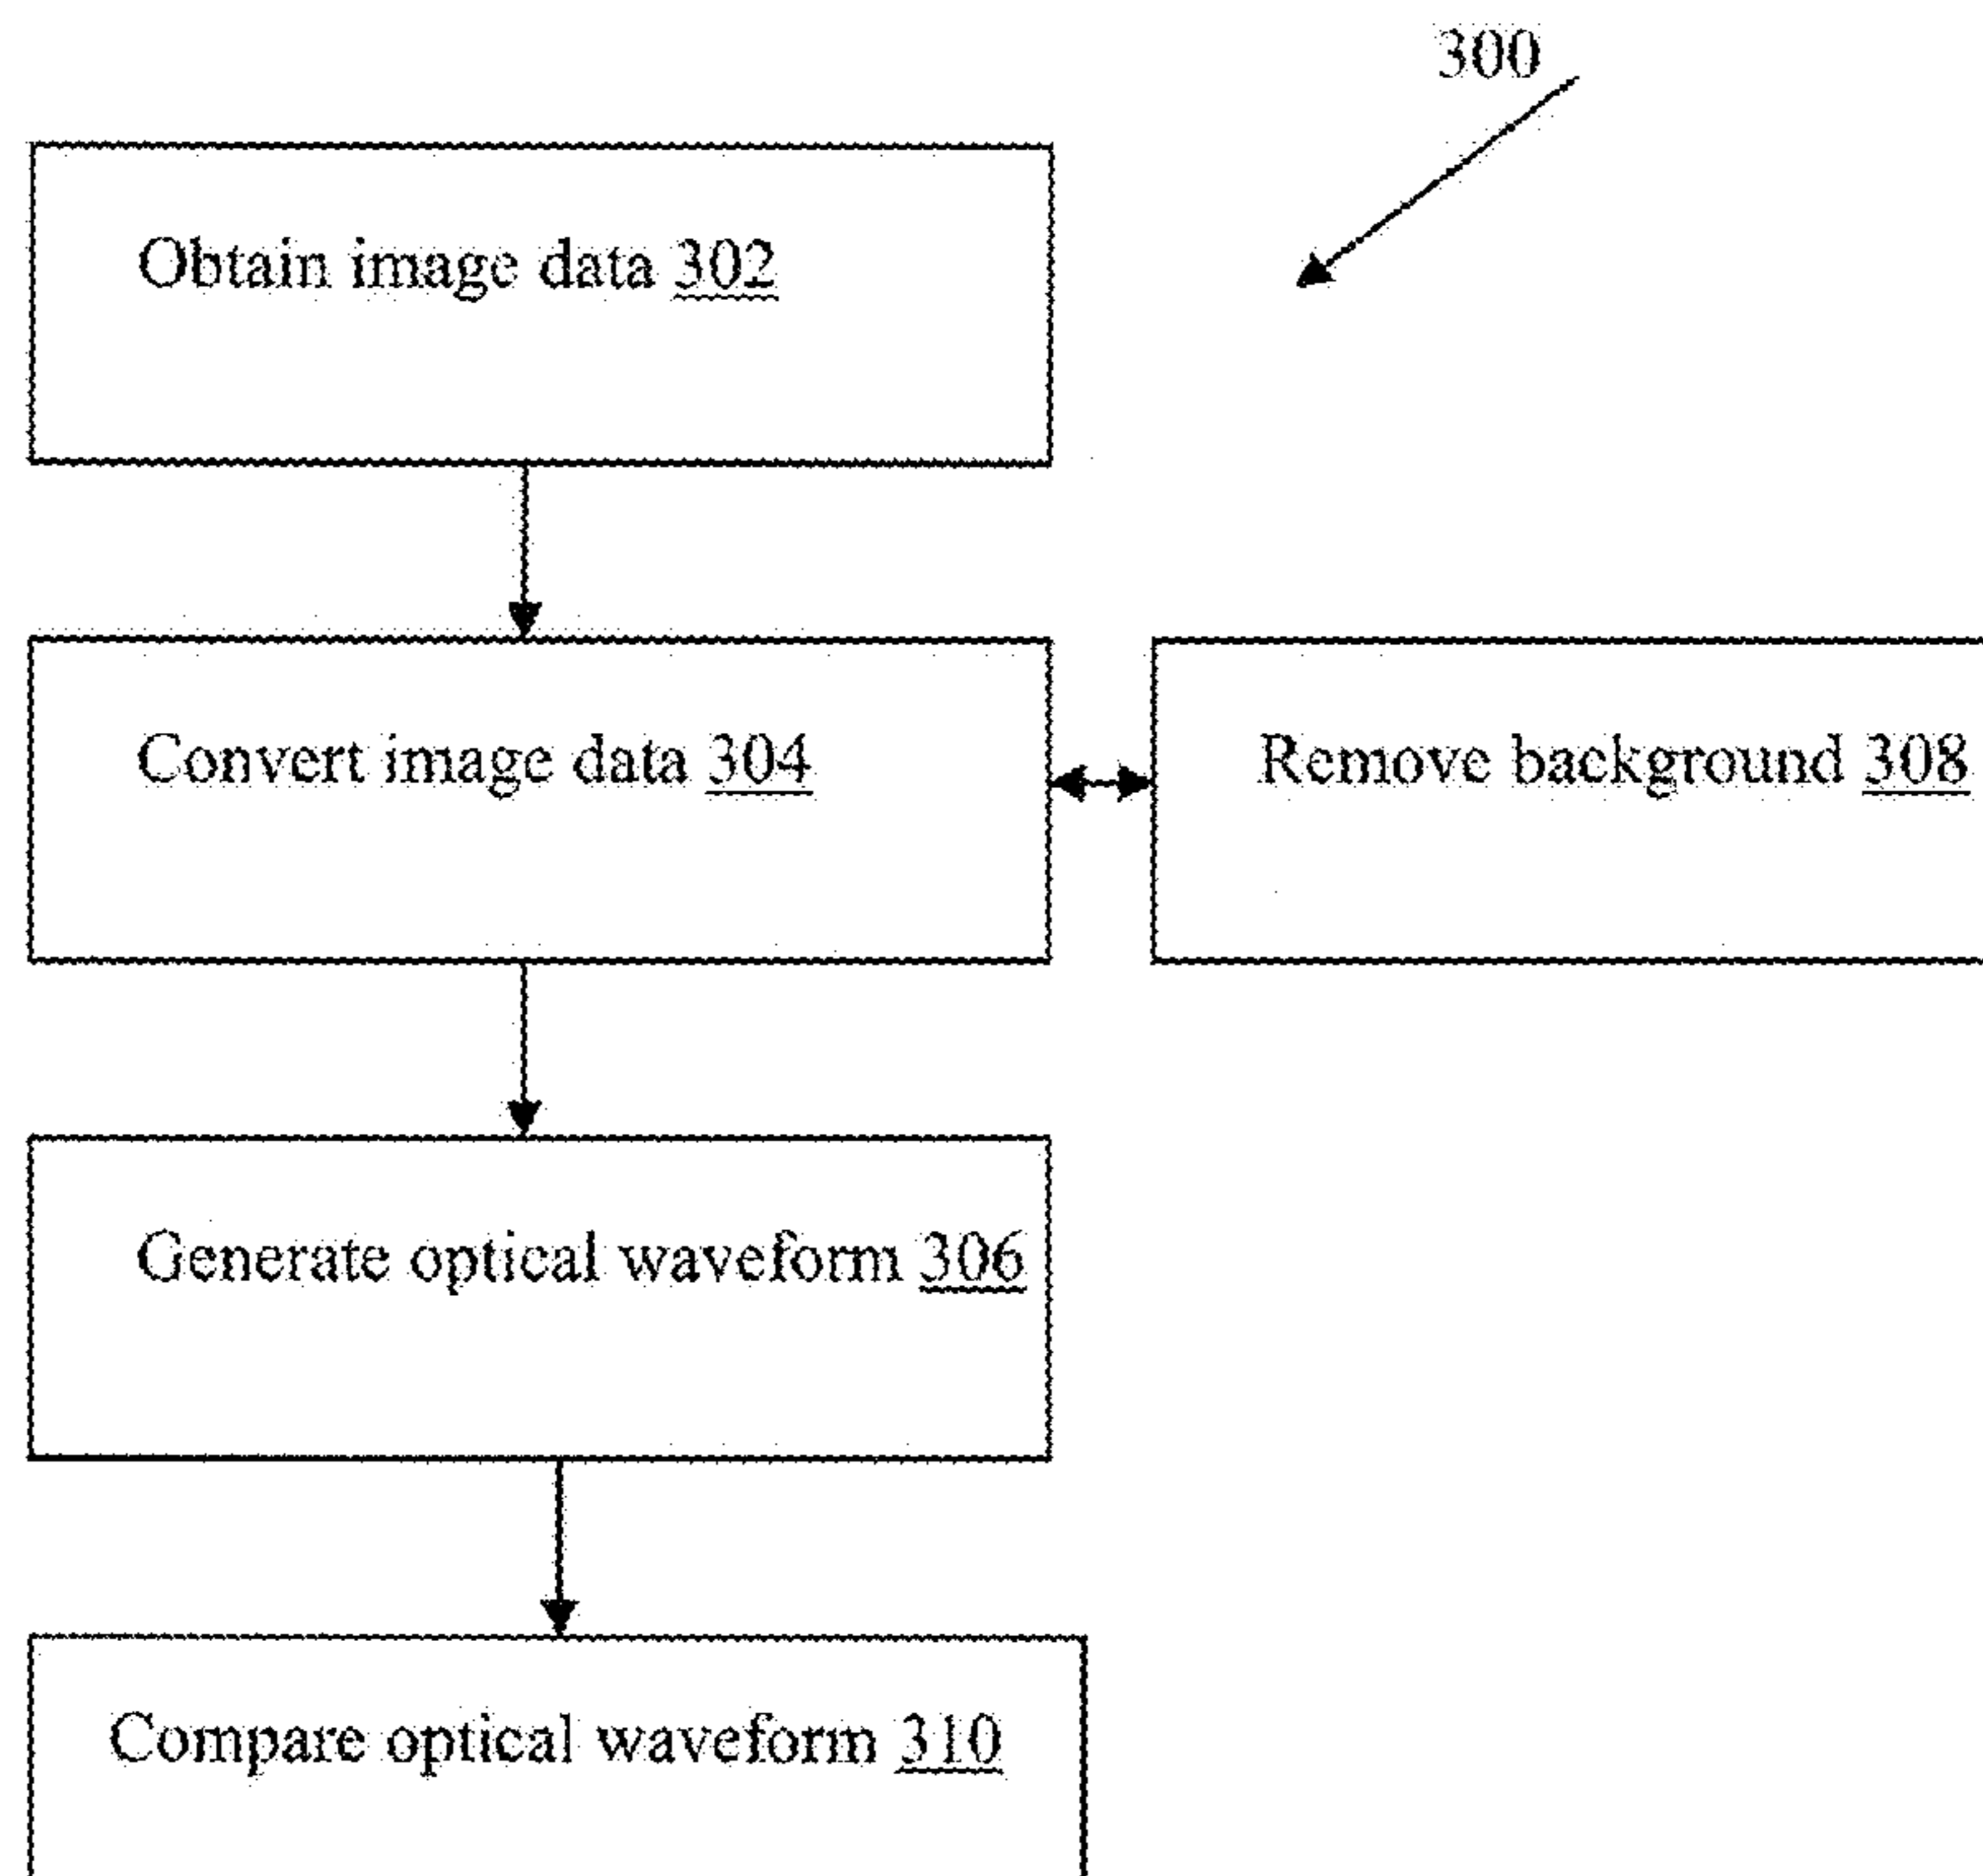 300
Obtain image data 302
Convert image data 304
Remove background 308
Generate optical waveform 306
Compare optical waveform 310